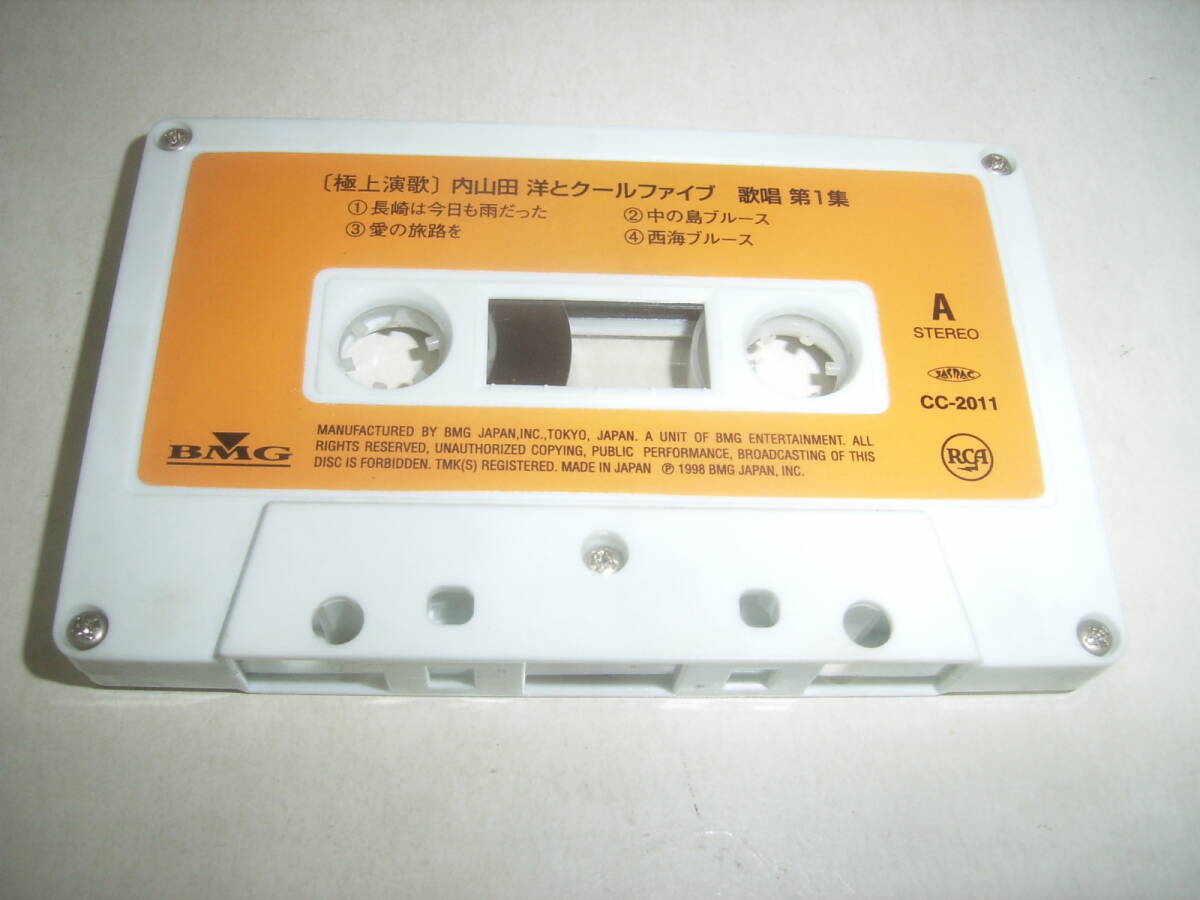 〔極上演歌〕内山田 洋とクールファイブ 歌唱 第1集
①長崎は今日も雨だった ②中の島ブルース
③愛の旅路を ④西海ブルース
A
STEREO
JASRAC
CC-2011
BMG
MANUFACTURED BY BMG JAPAN,INC.,TOKYO, JAPAN. A UNIT OF BMG ENTERTAINMENT. ALL
RIGHTS RESERVED, UNAUTHORIZED COPYING, PUBLIC PERFORMANCE, BROADCASTING OF THIS
DISC IS FORBIDDEN. TMK(S) REGISTERED. MADE IN JAPAN ℗ 1998 BMG JAPAN, INC.
RCA